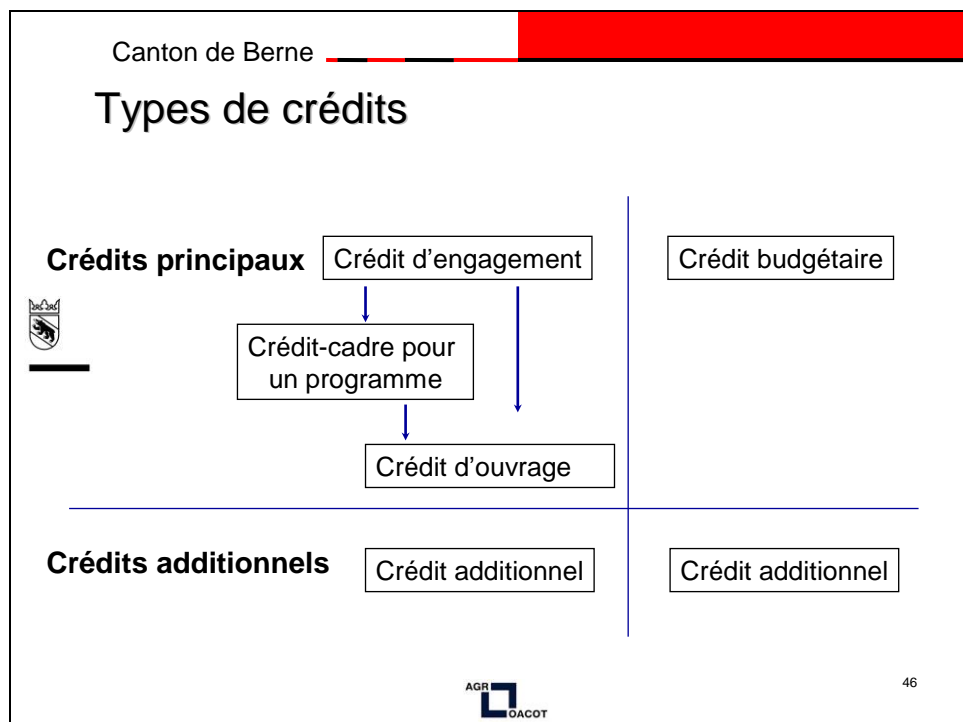 Canton de Berne
Types de crédits
Crédits principaux
Crédit d’engagement
Crédit budgétaire
Crédit-cadre pour
un programme
Crédit d’ouvrage
Crédits additionnels
Crédit additionnel
Crédit additionnel
AGR
OACOT
46